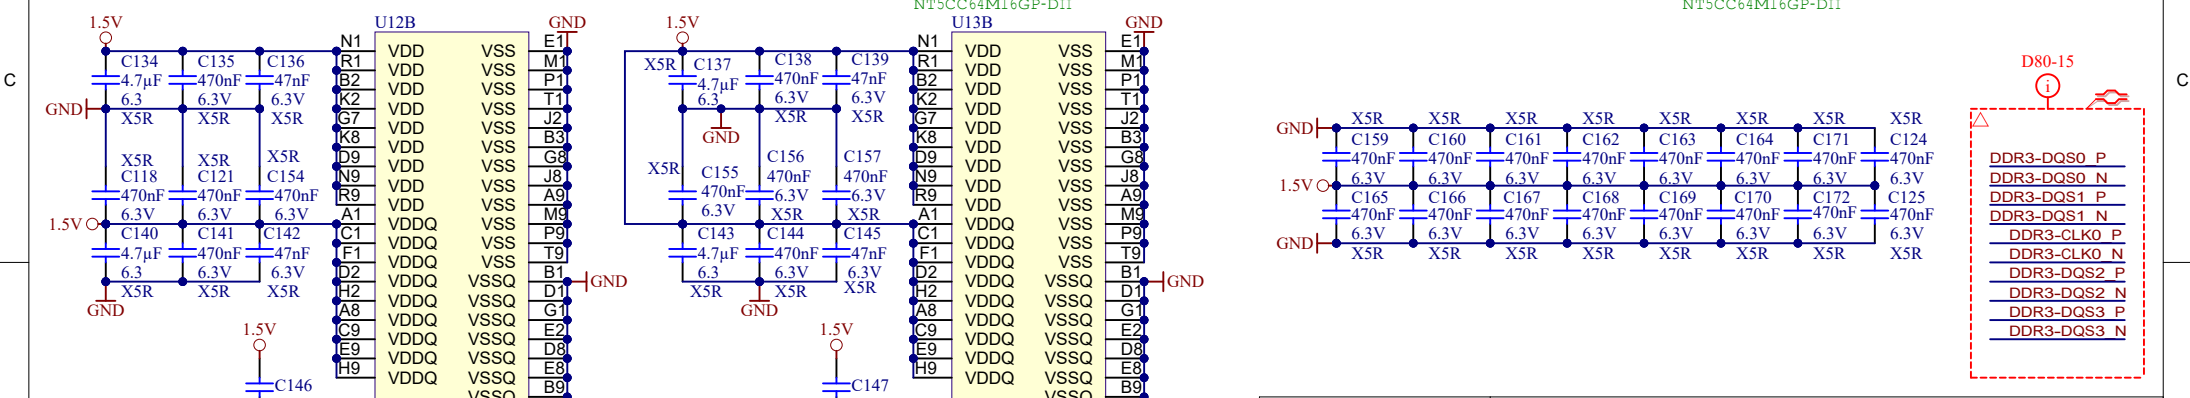 NT5CC64M16GP-DII
NT5CC64M16GP-DII
C
C
1.5V
U12B
GND
C134
4.7µF
6.3
X5R
C135
470nF
6.3V
X5R
C136
47nF
6.3V
X5R
GND
X5R
C118
470nF
6.3V
X5R
C121
470nF
6.3V
X5R
C154
470nF
6.3V
1.5V
C140
4.7µF
6.3
X5R
C141
470nF
6.3V
X5R
C142
47nF
6.3V
X5R
GND
1.5V
C146
N1 VDD VSS E1
R1 VDD VSS M1
B2 VDD VSS P1
K2 VDD VSS T1
G7 VDD VSS J2
K8 VDD VSS B3
D9 VDD VSS G8
N9 VDD VSS J8
R9 VDD VSS A9
A1 VDDQ VSS M9
C1 VDDQ VSS P9
F1 VDDQ VSS T9
D2 VDDQ VSSQ B1 GND
H2 VDDQ VSSQ D1
A8 VDDQ VSSQ G1
C9 VDDQ VSSQ E2
E9 VDDQ VSSQ D8
H9 VDDQ VSSQ E8
VSSQ B9
1.5V
U13B
GND
X5R
C137
4.7µF
6.3
C138
470nF
6.3V
X5R
C139
47nF
6.3V
X5R
GND
X5R
C155
470nF
6.3V
C156
470nF
6.3V
X5R
C157
470nF
6.3V
X5R
C143
4.7µF
6.3
X5R
C144
470nF
6.3V
X5R
C145
47nF
6.3V
X5R
GND
1.5V
C147
N1 VDD VSS E1
R1 VDD VSS M1
B2 VDD VSS P1
K2 VDD VSS T1
G7 VDD VSS J2
K8 VDD VSS B3
D9 VDD VSS G8
N9 VDD VSS J8
R9 VDD VSS A9
A1 VDDQ VSS M9
C1 VDDQ VSS P9
F1 VDDQ VSS T9
D2 VDDQ VSSQ B1 GND
H2 VDDQ VSSQ D1
A8 VDDQ VSSQ G1
C9 VDDQ VSSQ E2
E9 VDDQ VSSQ D8
H9 VDDQ VSSQ E8
VSSQ B9
X5R X5R X5R X5R X5R X5R X5R X5R
GND
C159 C160 C161 C162 C163 C164 C171 C124
470nF 470nF 470nF 470nF 470nF 470nF 470nF 470nF
6.3V 6.3V 6.3V 6.3V 6.3V 6.3V 6.3V 6.3V
1.5V
C165 C166 C167 C168 C169 C170 C172 C125
470nF 470nF 470nF 470nF 470nF 470nF 470nF 470nF
6.3V 6.3V 6.3V 6.3V 6.3V 6.3V 6.3V 6.3V
GND
X5R X5R X5R X5R X5R X5R X5R X5R
D80-15
i
DDR3-DQS0_P
DDR3-DQS0_N
DDR3-DQS1_P
DDR3-DQS1_N
DDR3-CLK0_P
DDR3-CLK0_N
DDR3-DQS2_P
DDR3-DQS2_N
DDR3-DQS3_P
DDR3-DQS3_N